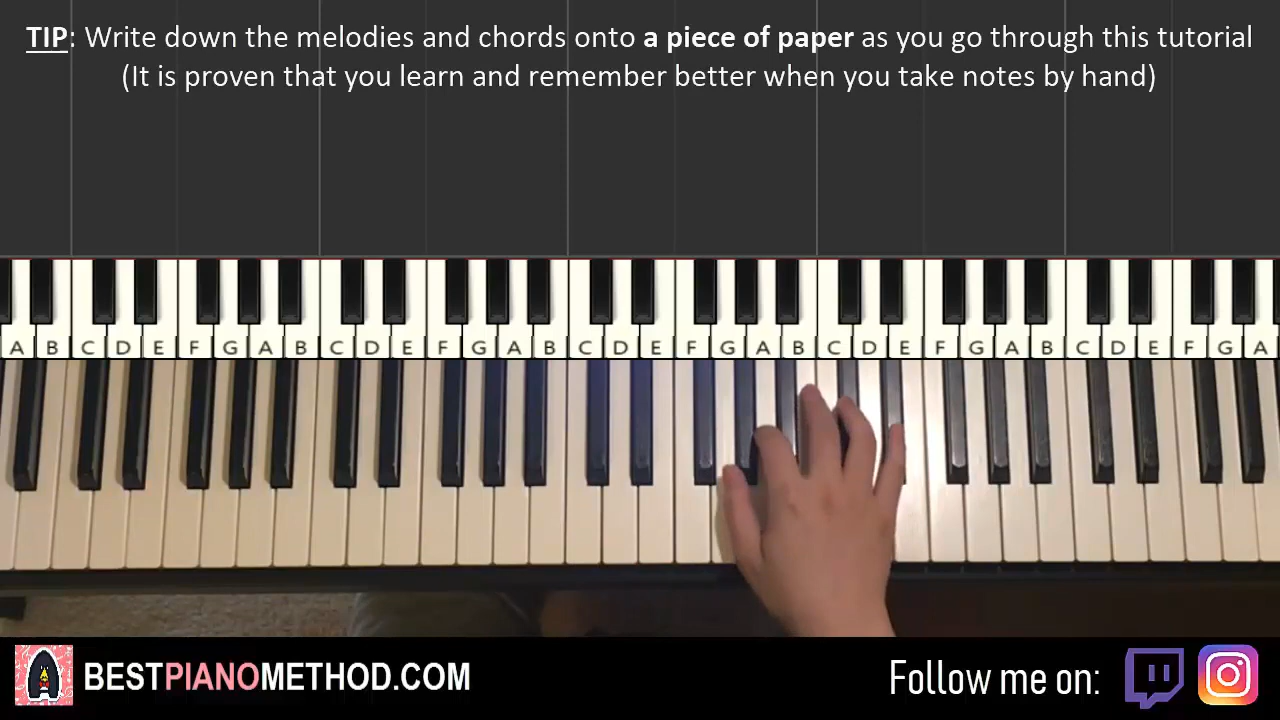 TIP: Write down the melodies and chords onto a piece of paper as you go through this tutorial
(It is proven that you learn and remember better when you take notes by hand)
A B C D E F G A B C D E F G A B C D E F G A B C D E F G A B C D E F G A
BESTPIANOMETHOD.COM
Follow me on: